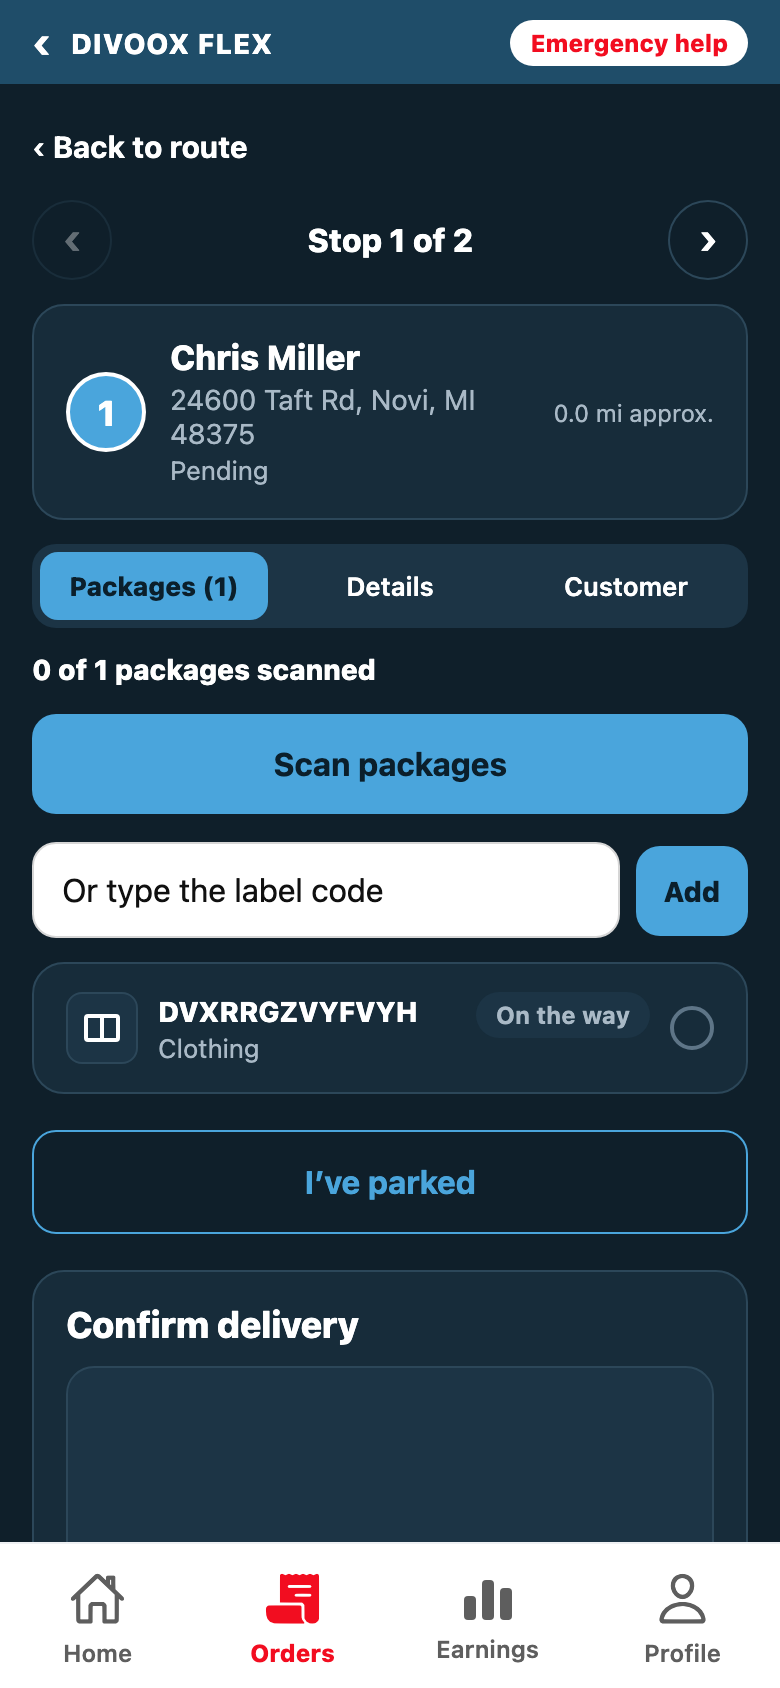 ‹ DIVOOX FLEX
Emergency help
‹ Back to route
‹ Stop 1 of 2 ›
Chris Miller
1
24600 Taft Rd, Novi, MI
48375
0.0 mi approx.
Pending
Packages (1)
Details
Customer
0 of 1 packages scanned
Scan packages
Or type the label code
Add
DVXRRGZVYFVYH
On the way
Clothing
I’ve parked
Confirm delivery
Home
Orders
Earnings
Profile